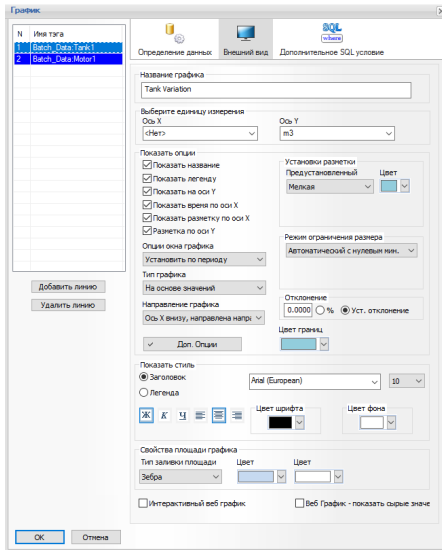 График
N Имя тэга
1 Batch_Data:Tank1
2 Batch_Data:Motor1
Добавить линию
Удалить линию
Определение данных
Внешний вид
SQL
where
Дополнительное SQL условие
Название графика
Tank Variation
Выберите единицу измерения
Ось X
Ось Y
<Нет>
m3
Показать опции
Показать название
Показать легенду
Показать на оси Y
Показать время по оси X
Показать разметку по оси X
Разметка по оси Y
Опции окна графика
Установить по периоду
Тип графика
На основе значений
Направление графика
Ось X внизу, направлена напра
Доп. Опции
Установки разметки
Предустановленный
Цвет
Мелкая
Режим ограничения размера
Автоматический с нулевым мин.
Отклонение
0.0000
%
Уст. отклонение
Цвет границ
Показать стиль
Заголовок
Легенда
Arial (European)
10
Ж К Ч
Цвет шрифта
Цвет фона
Свойства площади графика
Тип заливки площади
Цвет
Цвет
Зебра
Интерактивный веб график
Веб График - показать сырые значе
OK
Отмена